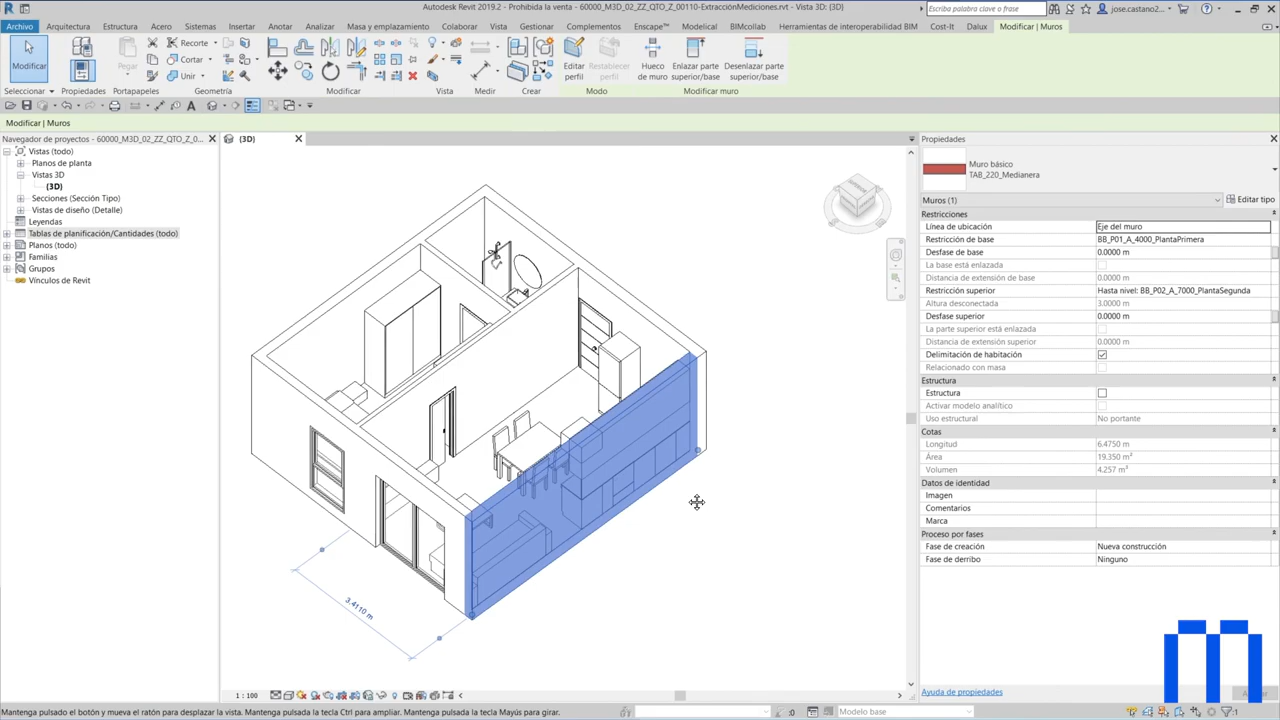 Autodesk Revit 2019.2 - Prohibida la venta - 60000_M3D_02_ZZ_QTO_Z_00110-ExtracciónMediciones.rvt - Vista 3D: {3D}
Escriba palabra clave o frase
jose.castano2...
Archivo Arquitectura Estructura Acero Sistemas Insertar Anotar Analizar Masa y emplazamiento Colaborar Vista Gestionar Complementos Enscape™ BIMcollab Herramientas de interoperabilidad BIM Cost-It Dalux Modificar | Muros
Modificar
Pegar
Recorte
Cortar
Unir
Editar perfil
Restablecer perfil
Hueco de muro
Enlazar parte superior/base
Desenlazar parte superior/base
Seleccionar Propiedades Portapapeles Geometría Modificar Vista Medir Crear Modo Modificar muro
Modificar | Muros
Navegador de proyectos - 60000_M3D_02_ZZ_QTO_Z_0...
{3D}
Vistas (todo)
Planos de planta
Vistas 3D
{3D}
Secciones (Sección Tipo)
Vistas de diseño (Detalle)
Leyendas
Tablas de planificación/Cantidades (todo)
Planos (todo)
Familias
Grupos
Vínculos de Revit
3.4110 m
Propiedades
Muro básico
TAB_220_Medianera
Muros (1)
Editar tipo
Restricciones
Línea de ubicación Eje del muro
Restricción de base BB_P01_A_4000_PlantaPrimera
Desfase de base 0.0000 m
La base está enlazada
Distancia de extensión de base 0.0000 m
Restricción superior Hasta nivel: BB_P02_A_7000_PlantaSegunda
Altura desconectada 3.0000 m
Desfase superior 0.0000 m
La parte superior está enlazada
Distancia de extensión superior 0.0000 m
Delimitación de habitación
Relacionado con masa
Estructura
Estructura
Activar modelo analítico
Uso estructural No portante
Cotas
Longitud 6.4750 m
Área 19.350 m²
Volumen 4.257 m³
Datos de identidad
Imagen
Comentarios
Marca
Proceso por fases
Fase de creación Nueva construcción
Fase de derribo Ninguno
Ayuda de propiedades
1 : 100
Mantenga pulsado el botón y mueva el ratón para desplazar la vista. Mantenga pulsada la tecla Ctrl para ampliar. Mantenga pulsada la tecla Mayús para girar.
:0
Modelo base
:1